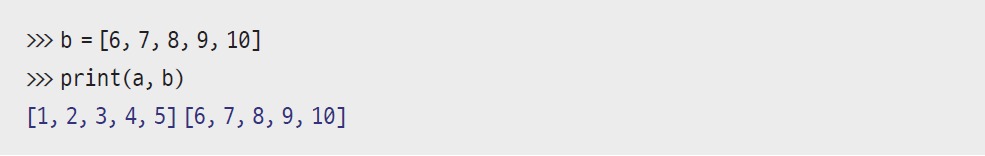 >>> b = [6, 7, 8, 9, 10]
>>> print(a, b)
[1, 2, 3, 4, 5] [6, 7, 8, 9, 10]